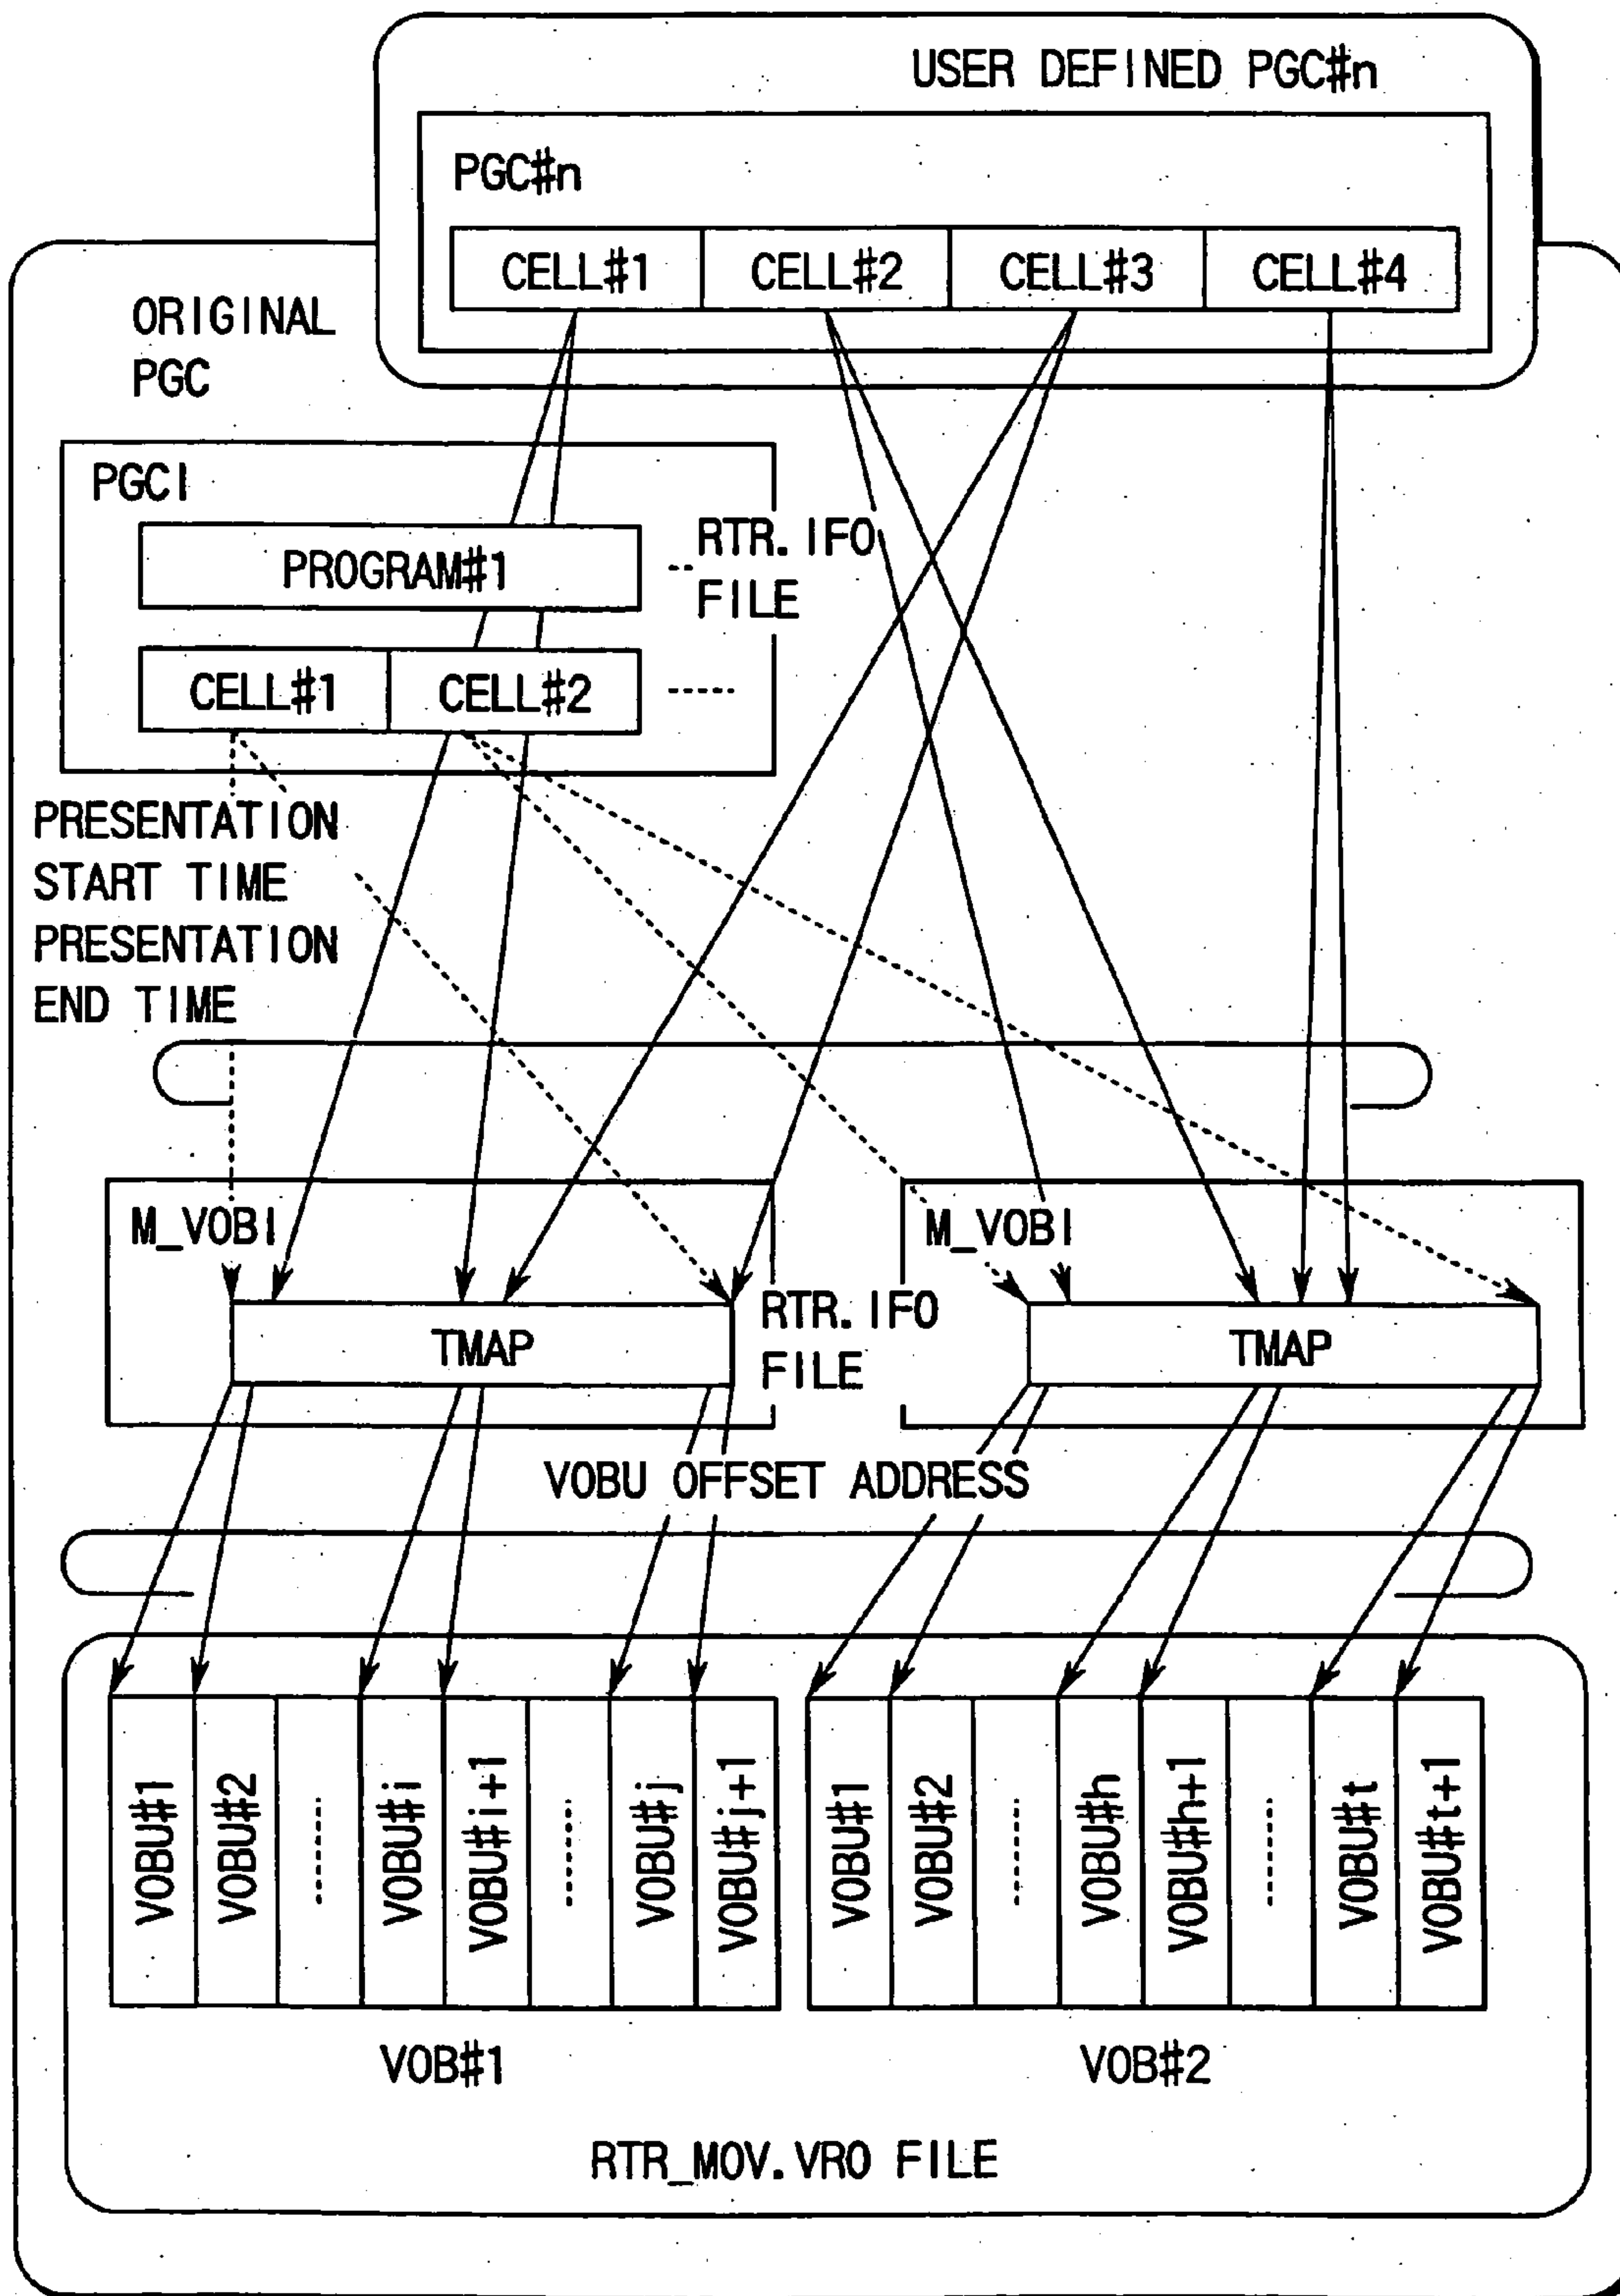 USER DEFINED PGC#n
PGC#n
CELL#1 CELL#2 CELL#3 CELL#4
ORIGINAL
PGC
PGCI
PROGRAM#1
RTR.IFO
FILE
CELL#1 CELL#2
PRESENTATION
START TIME
PRESENTATION
END TIME
M_VOBI
M_VOBI
TMAP
RTR.IFO
FILE
TMAP
VOBU OFFSET ADDRESS
VOBU#1
VOBU#2
VOBU#i
VOBU#i+1
VOBU#j
VOBU#j+1
VOBU#1
VOBU#2
VOBU#h
VOBU#h+1
VOBU#t
VOBU#t+1
VOB#1
VOB#2
RTR_MOV.VRO FILE